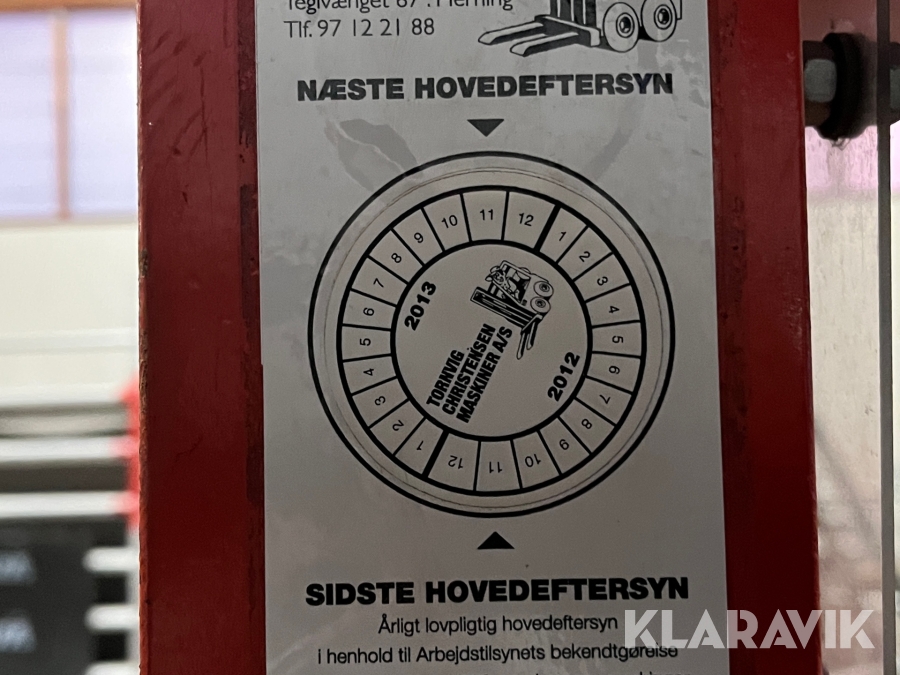 Tlf. 97 12 21 88
NÆSTE HOVEDEFTERSYN
1 2 3 4 5 6 7 8 9 10 11 12
1 2 3 4 5 6 7 8 9 10 11 12
2013
2012
TORNVIG
CHRISTENSEN
MASKINER A/S
SIDSTE HOVEDEFTERSYN
Årligt lovpligtig hovedeftersyn
i henhold til Arbejdstilsynets bekendtgørelse
KLARAVIK